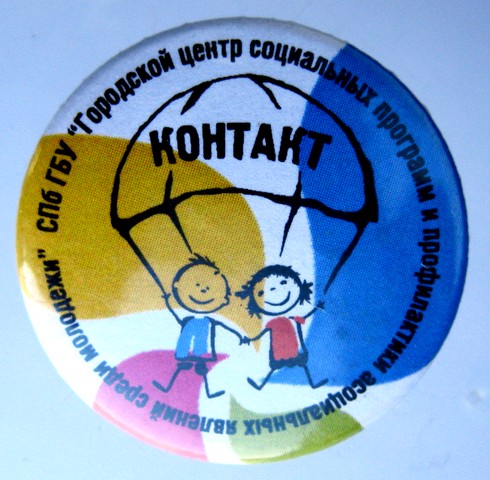 СПб ГБУ "Городской центр социальных программ и профилактики асоциальных явлений среди молодежи"
КОНТАКТ